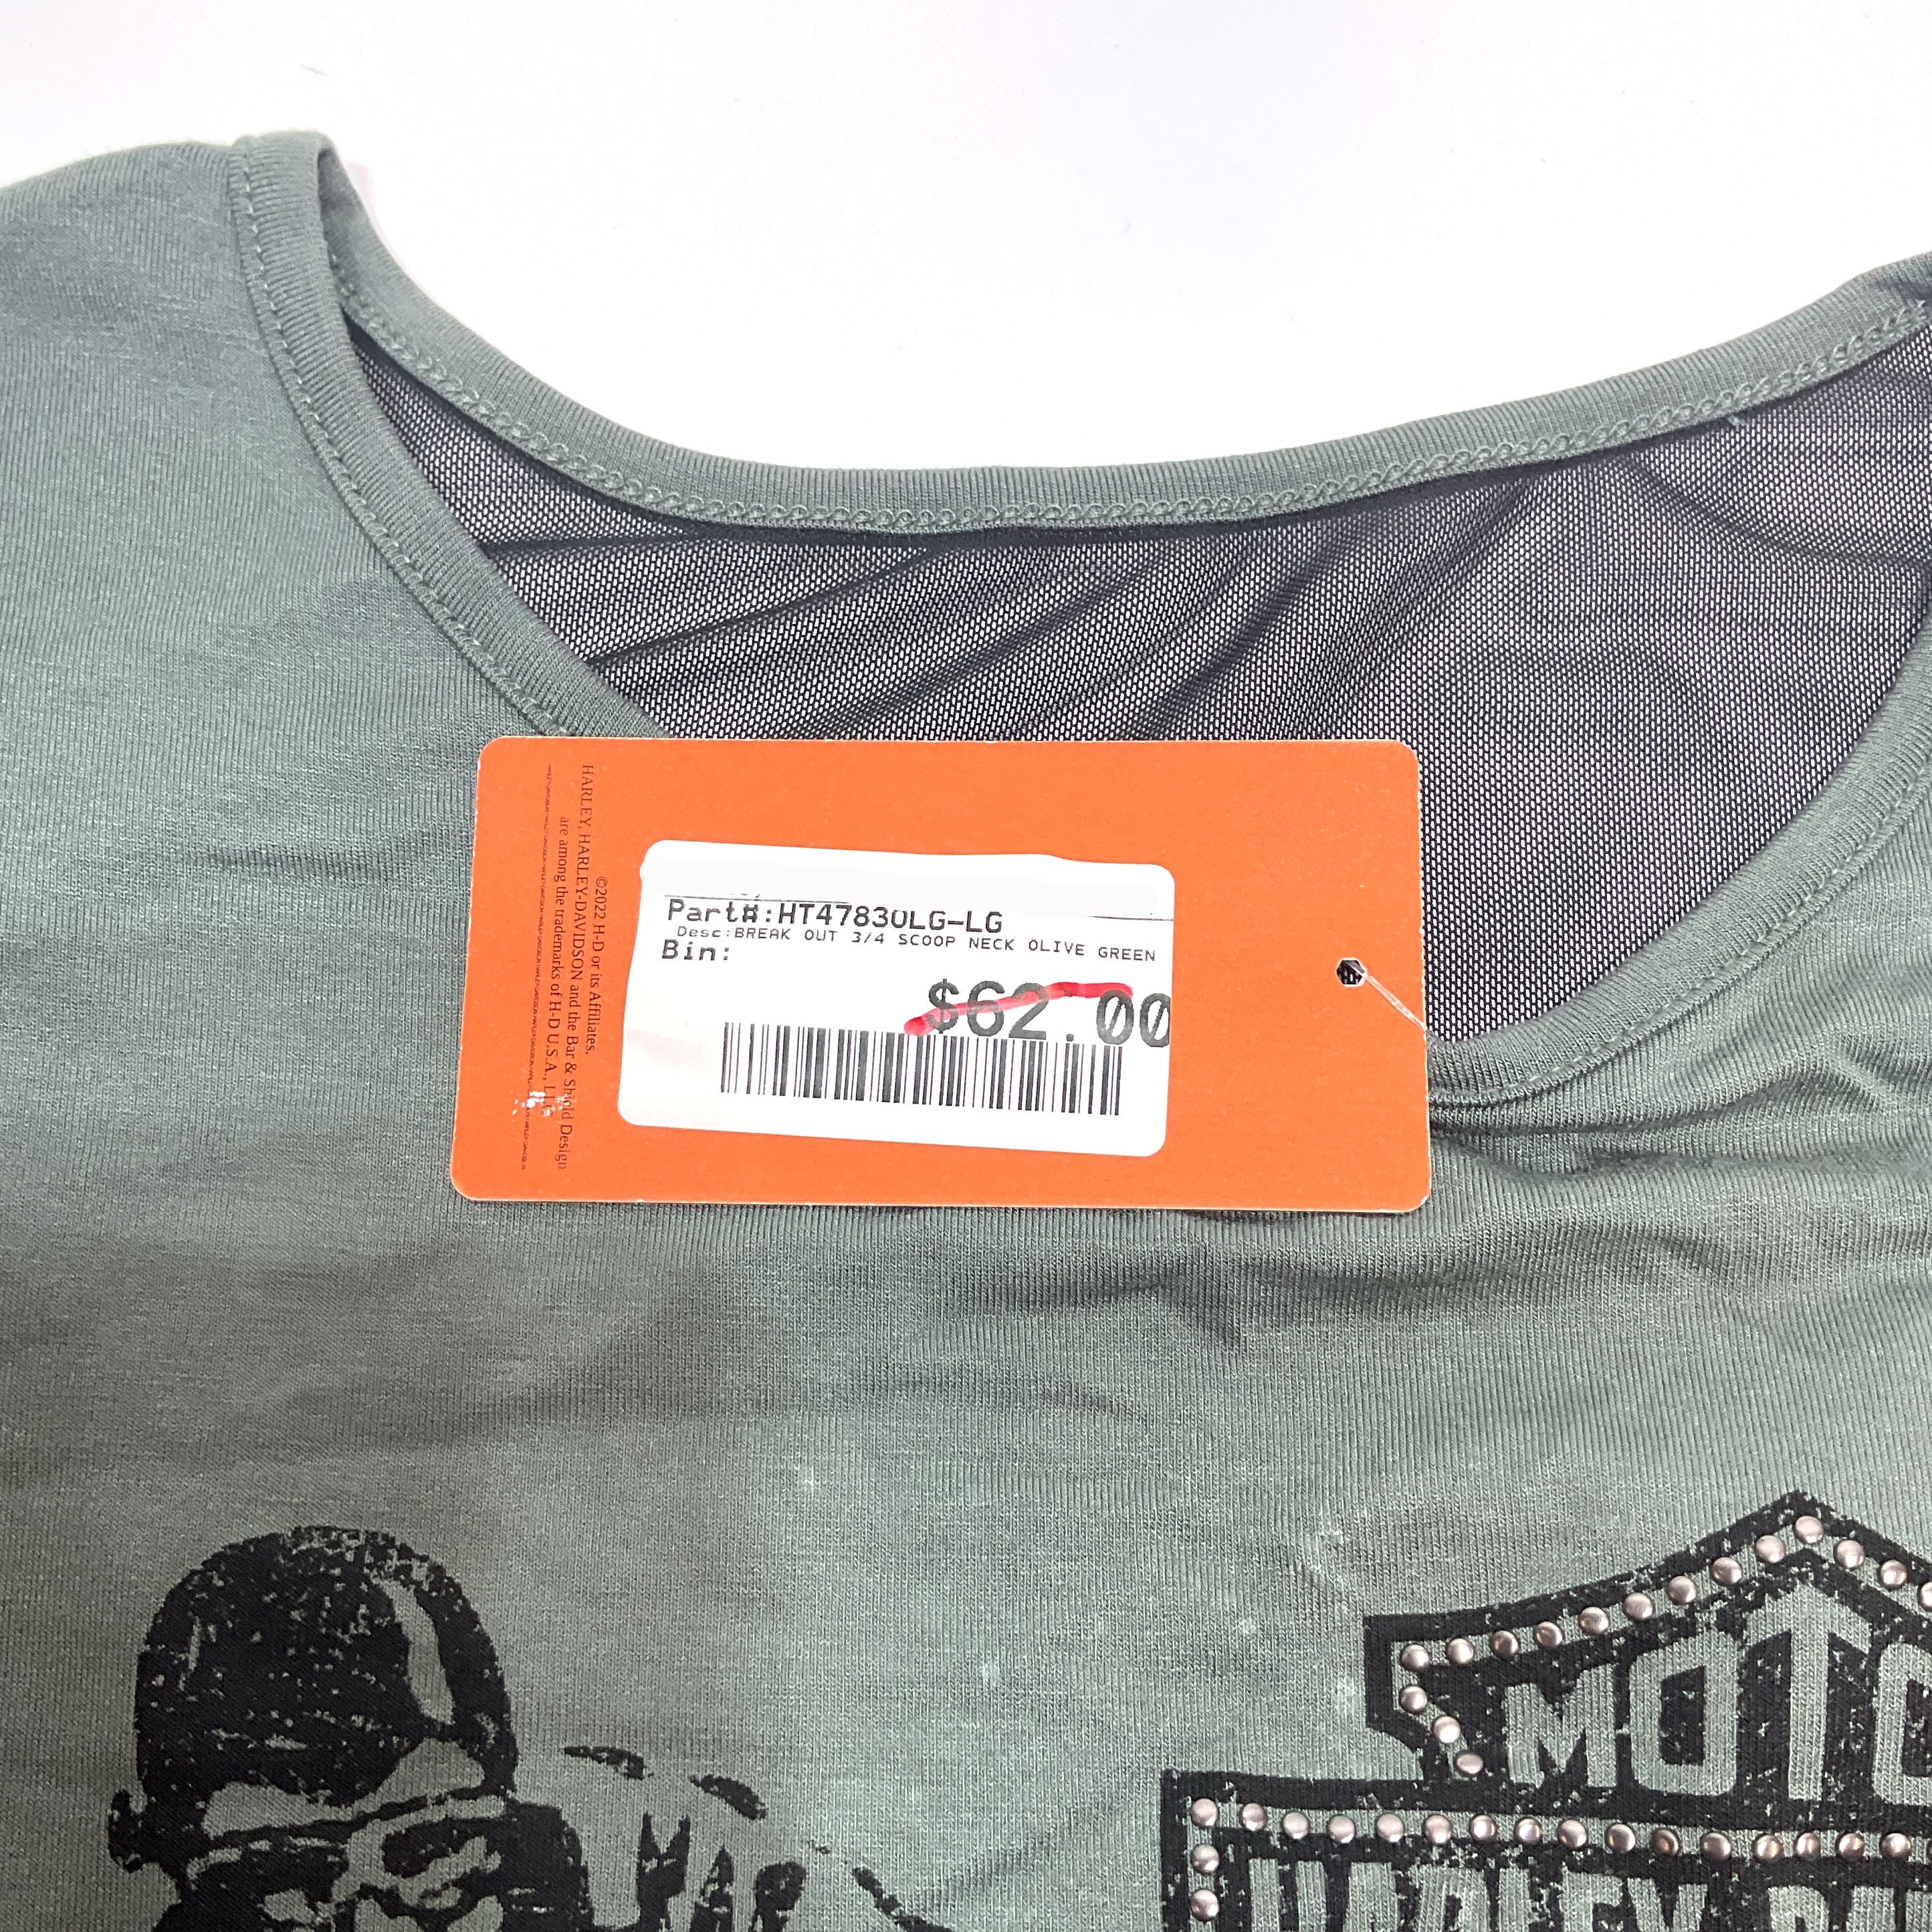 Part#:HT47830LG-LG
Desc:BREAK OUT 3/4 SCOOP NECK OLIVE GREEN
Bin:
$62.00
©2022 H-D or its Affiliates.
HARLEY, HARLEY-DAVIDSON and the Bar & Shield Design
are among the trademarks of H-D U.S.A., LLC
MOTO
HARLEY-D